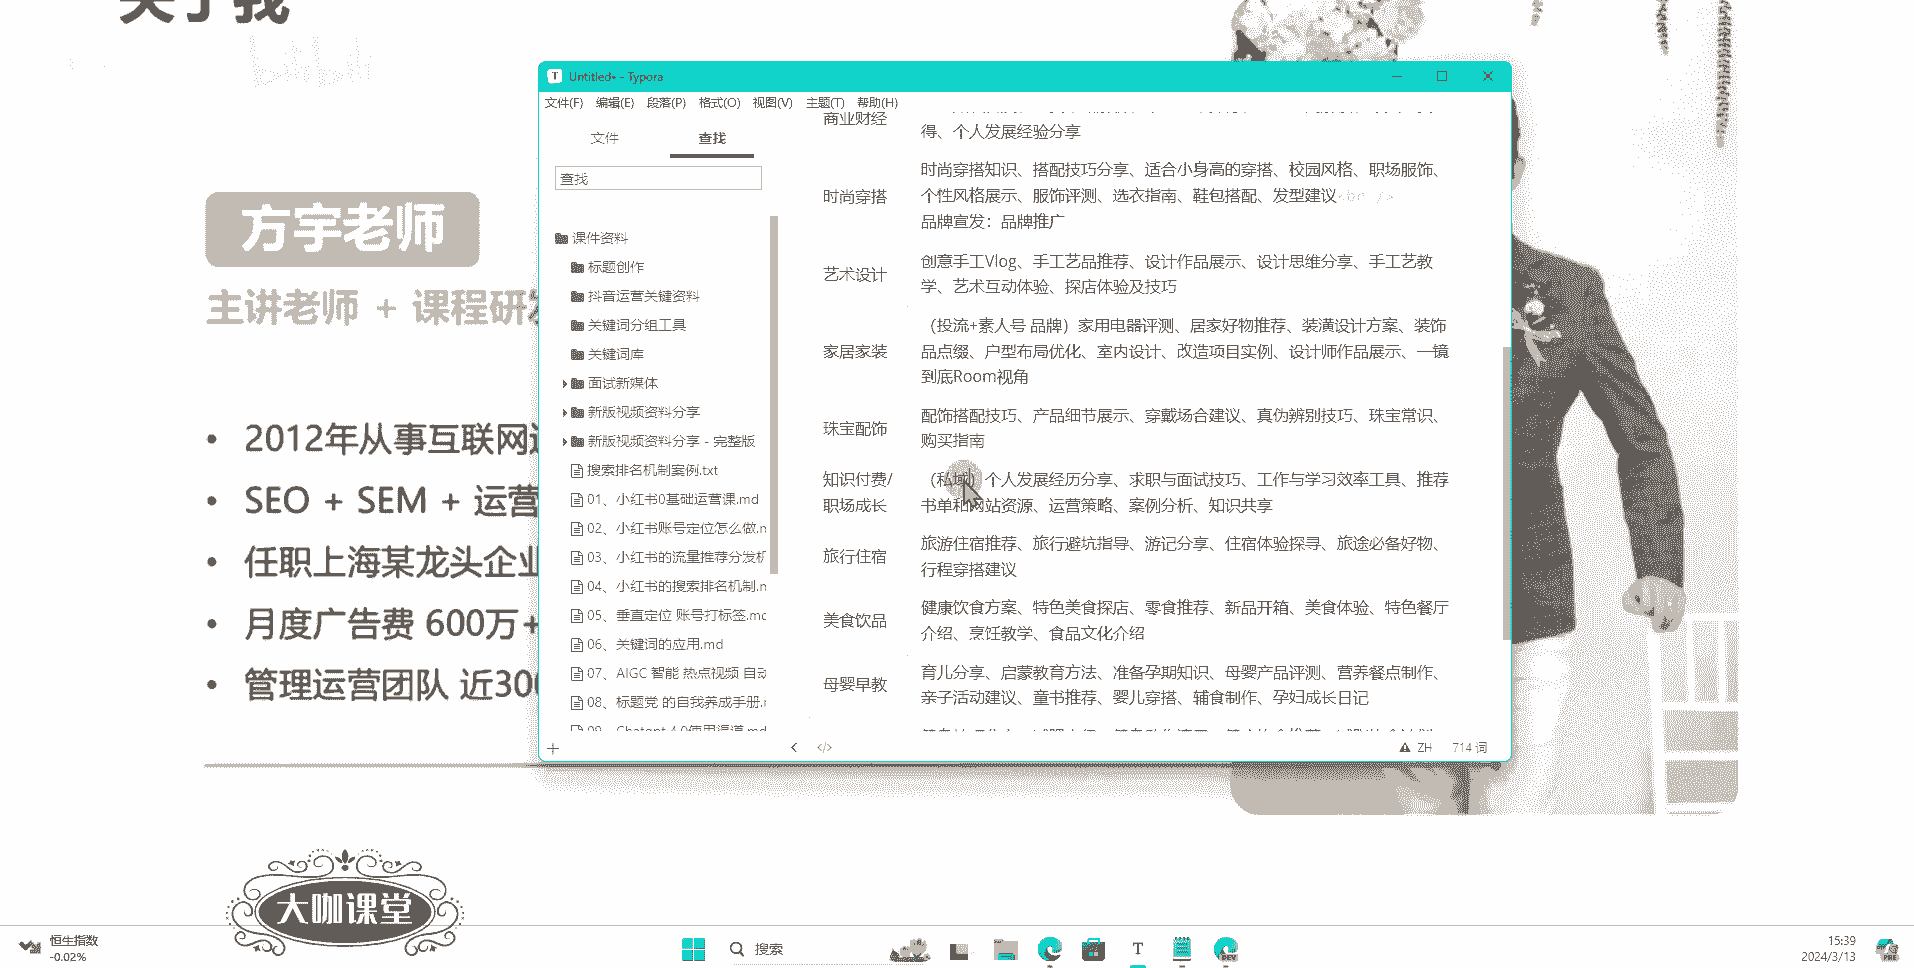 关于我
bilibili
方宇老师
主讲老师 + 课程研发
2012年从事互联网
SEO + SEM + 运营
任职上海某龙头企业
月度广告费 600万+
管理运营团队 近300
大咖课堂
Untitled• - Typora
文件(F) 编辑(E) 段落(P) 格式(O) 视图(V) 主题(T) 帮助(H)
文件 查找
查找
课件资料
标题创作
抖音运营关键资料
关键词分组工具
关键词库
面试新媒体
新版视频资料分享
新版视频资料分享 - 完整版
搜索排名机制案例.txt
01、小红书0基础运营课.md
02、小红书账号定位怎么做.m
03、小红书的流量推荐分发机
04、小红书的搜索排名机制.m
05、垂直定位 账号打标签.mc
06、关键词的应用.md
07、AIGC 智能 热点视频 自动
08、标题党 的自我养成手册.
09、Chatgpt 4.0使用渠道.md
商业财经
得、个人发展经验分享
时尚穿搭
时尚穿搭知识、搭配技巧分享、适合小身高的穿搭、校园风格、职场服饰、
个性风格展示、服饰评测、选衣指南、鞋包搭配、发型建议<br />
品牌宣发：品牌推广
艺术设计
创意手工Vlog、手工艺品推荐、设计作品展示、设计思维分享、手工艺教
学、艺术互动体验、探店体验及技巧
家居家装
（投流+素人号 品牌）家用电器评测、居家好物推荐、装潢设计方案、装饰
品点缀、户型布局优化、室内设计、改造项目实例、设计师作品展示、一镜
到底Room视角
珠宝配饰
配饰搭配技巧、产品细节展示、穿戴场合建议、真伪辨别技巧、珠宝常识、
购买指南
知识付费/
职场成长
（私域）个人发展经历分享、求职与面试技巧、工作与学习效率工具、推荐
书单和网站资源、运营策略、案例分析、知识共享
旅行住宿
旅游住宿推荐、旅行避坑指导、游记分享、住宿体验探寻、旅途必备好物、
行程穿搭建议
美食饮品
健康饮食方案、特色美食探店、零食推荐、新品开箱、美食体验、特色餐厅
介绍、烹饪教学、食品文化介绍
母婴早教
育儿分享、启蒙教育方法、准备孕期知识、母婴产品评测、营养餐点制作、
亲子活动建议、童书推荐、婴儿穿搭、辅食制作、孕妇成长日记
ZH 714 词
恒生指数
-0.02%
搜索
DEV
15:39
2024/3/13
PRE